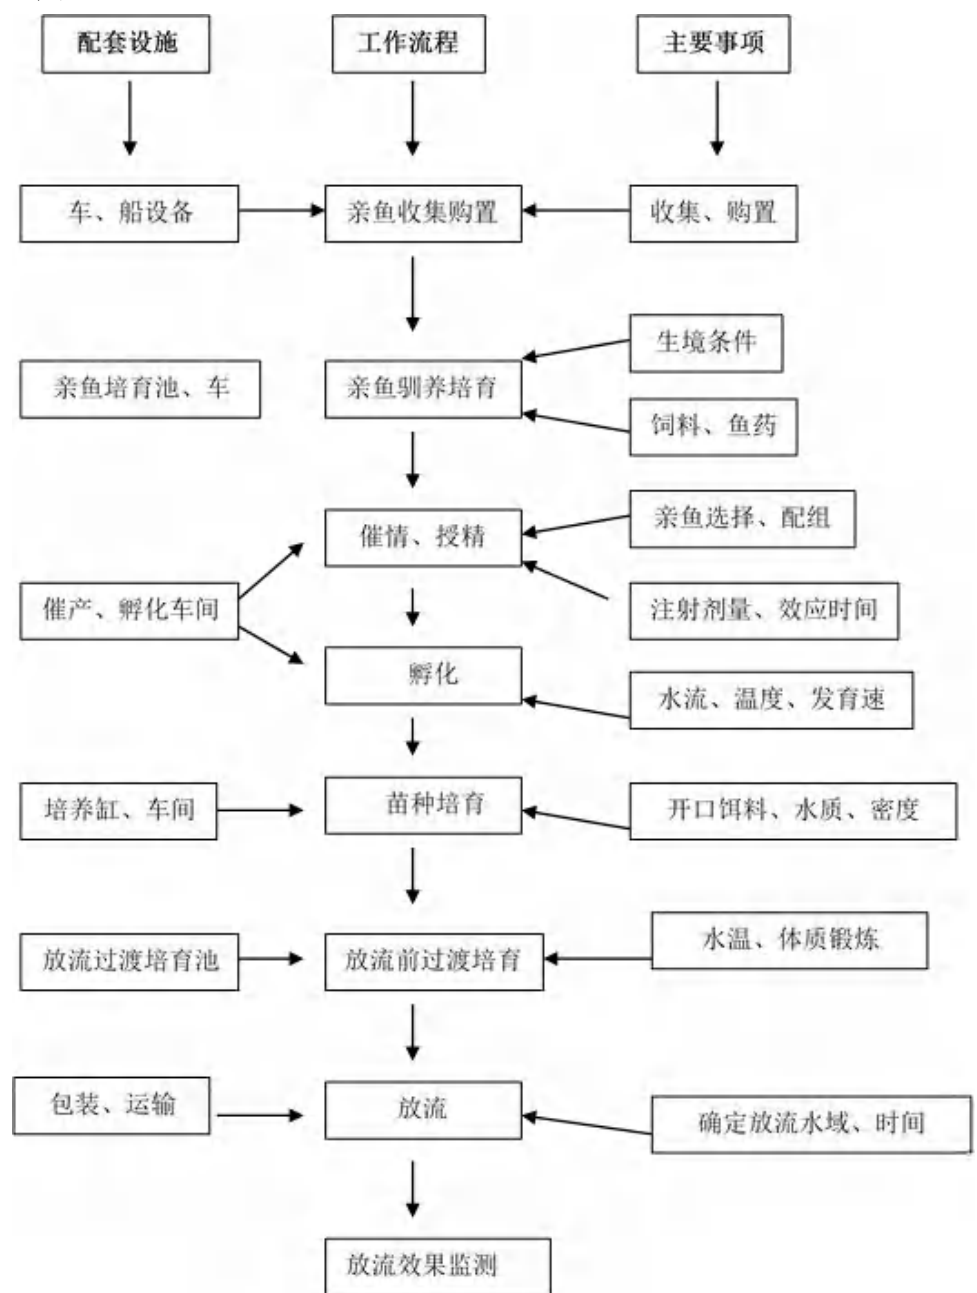 配套设施
工作流程
主要事项
车、船设备
亲鱼收集购置
收集、购置
生境条件
亲鱼培育池、车
亲鱼驯养培育
饲料、鱼药
亲鱼选择、配组
催情、授精
催产、孵化车间
注射剂量、效应时间
孵化
水流、温度、发育速
培养缸、车间
苗种培育
开口饵料、水质、密度
放流过渡培育池
放流前过渡培育
水温、体质锻炼
包装、运输
放流
确定放流水域、时间
放流效果监测